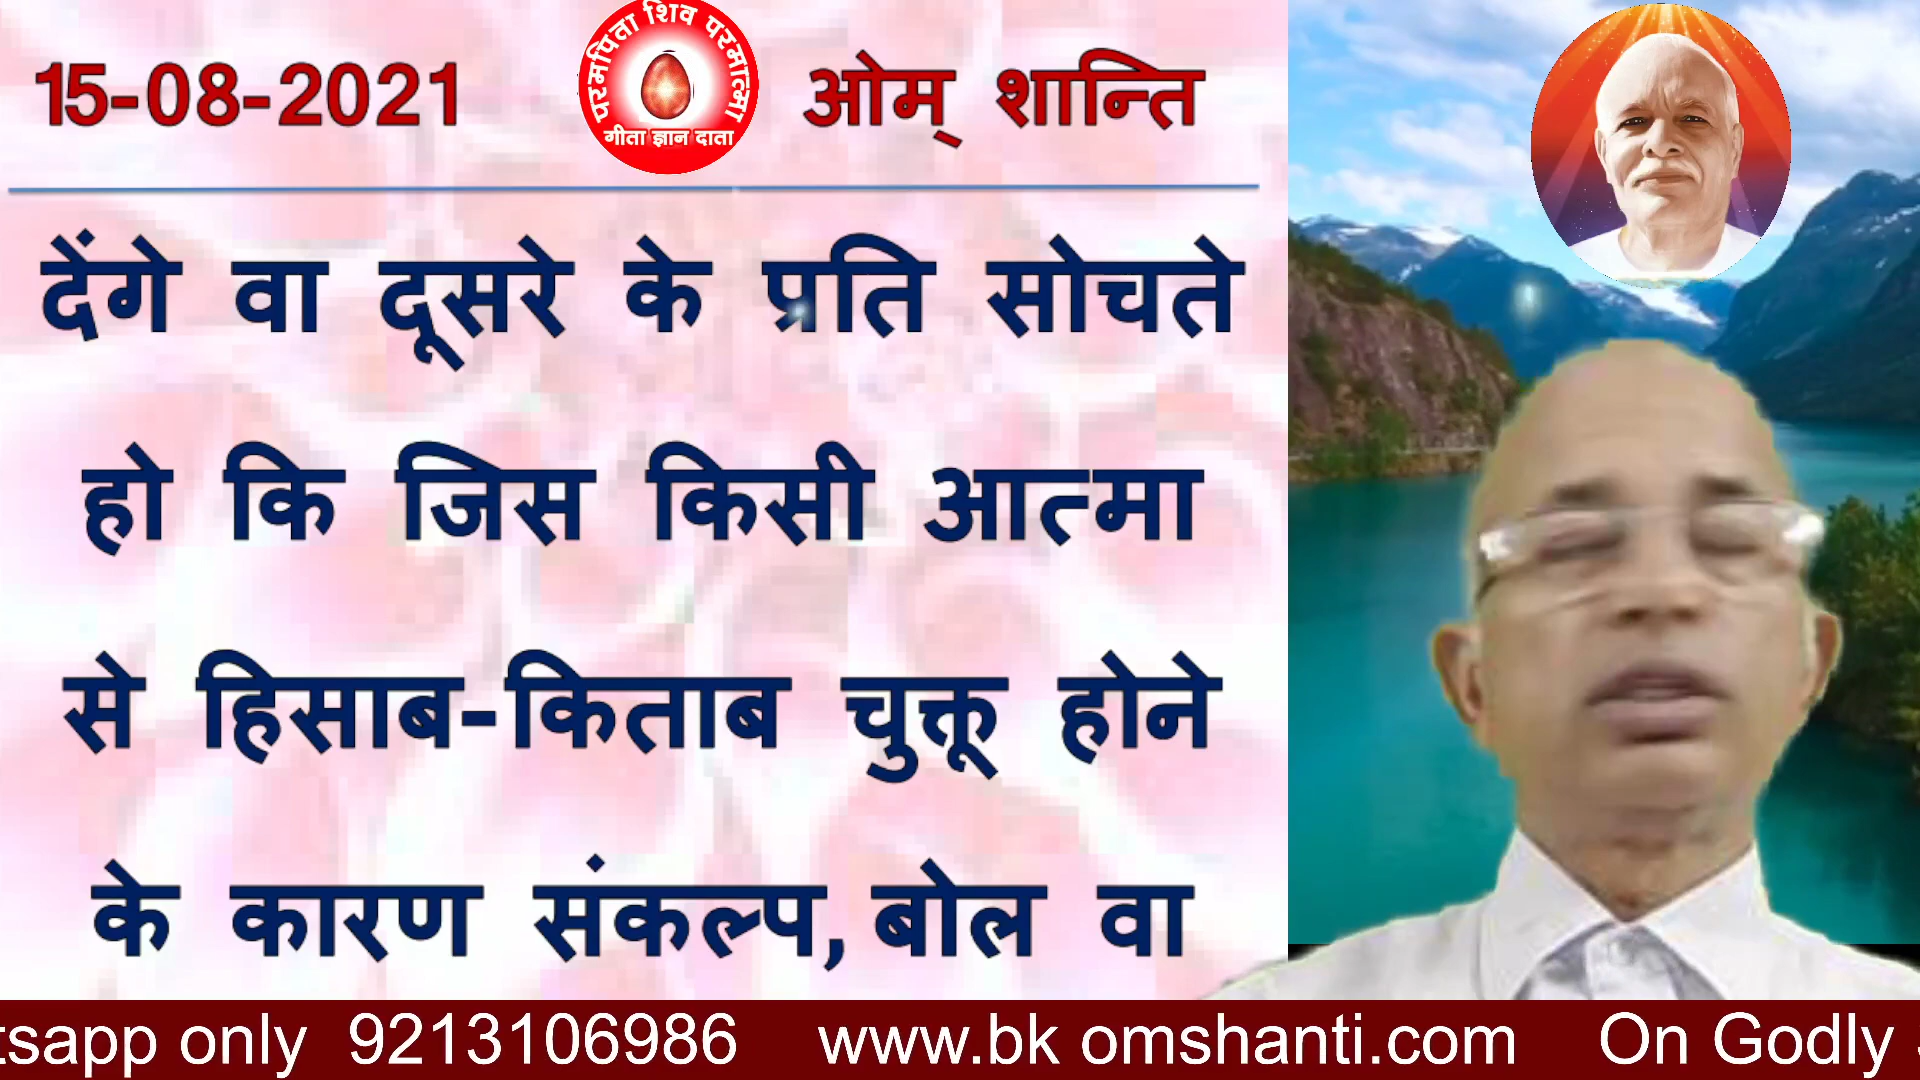 15-08-2021
परमपिता शिव परमात्मा
गीता ज्ञान दाता
ओम् शान्ति
देंगे वा दूसरे के प्रति सोचते
हो कि जिस किसी आत्मा
से हिसाब-किताब चुक्तू होने
के कारण संकल्प, बोल वा
tsapp only 9213106986 www.bk omshanti.com On Godly